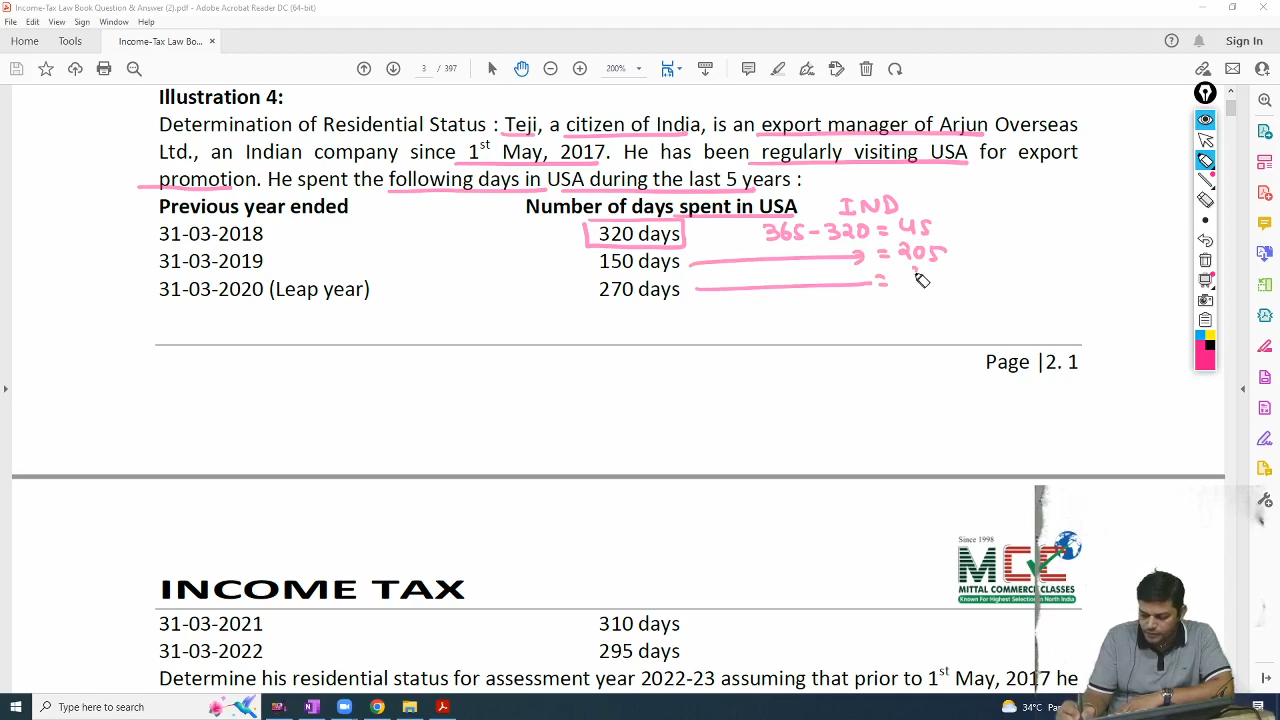 Income-Tax Law Book Question & Answer (2).pdf - Adobe Acrobat Reader DC (64-bit)
File Edit View Sign Window Help
Home Tools Income-Tax Law Bo... × Sign In
3 / 397 200%
Illustration 4:
Determination of Residential Status : Teji, a citizen of India, is an export manager of Arjun Overseas
Ltd., an Indian company since 1st May, 2017. He has been regularly visiting USA for export
promotion. He spent the following days in USA during the last 5 years :
Previous year ended Number of days spent in USA IND
31-03-2018 320 days 365-320 = 45
31-03-2019 150 days = 205
31-03-2020 (Leap year) 270 days =
Page |2. 1
Since 1998
MCC
MITTAL COMMERCE CLASSES
Known For Highest Selection in North India
INCOME TAX
31-03-2021 310 days
31-03-2022 295 days
Determine his residential status for assessment year 2022-23 assuming that prior to 1st May, 2017 he
Type here to search 34°C